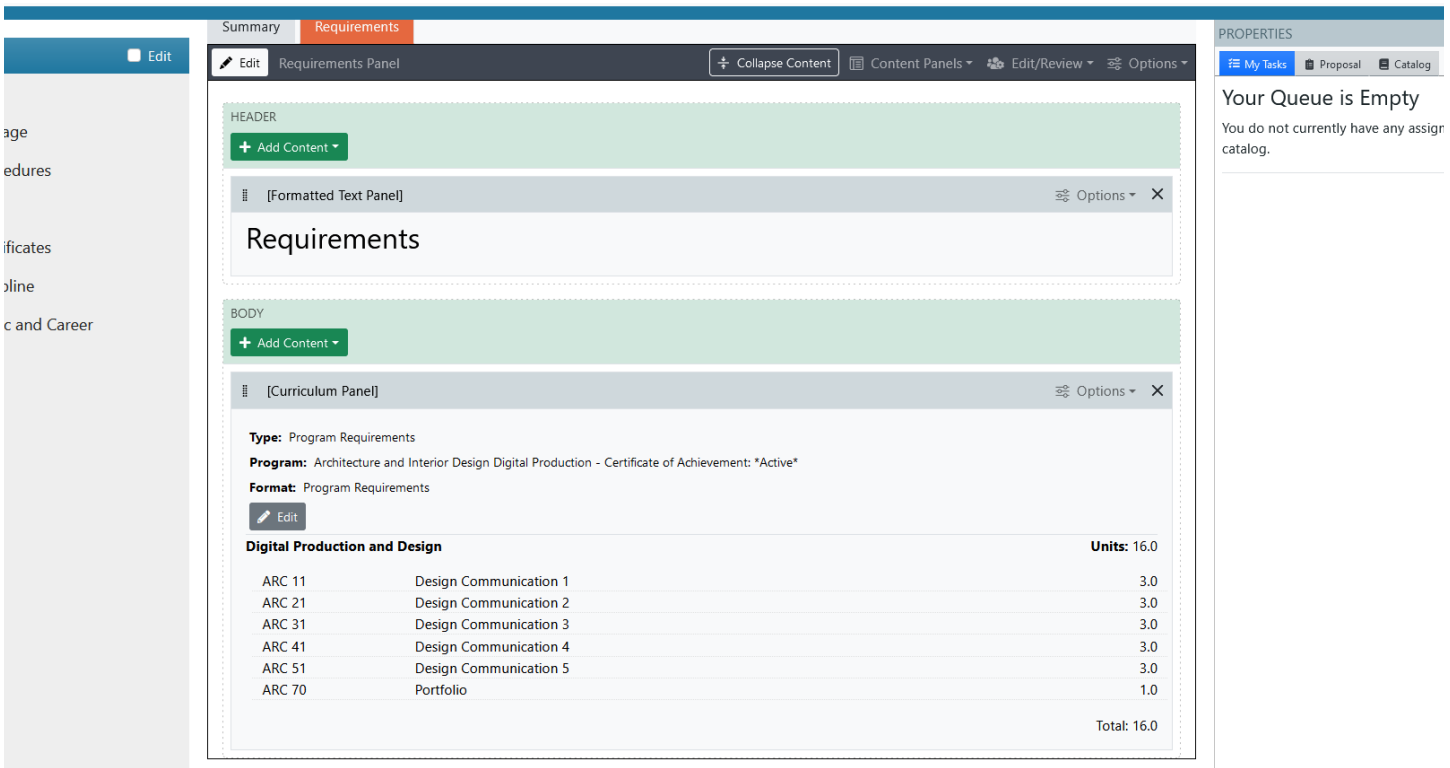 Summary Requirements
Edit
Edit Requirements Panel Collapse Content Content Panels Edit/Review Options
PROPERTIES
My Tasks Proposal Catalog
Your Queue is Empty
You do not currently have any assign
catalog.
age
edures
ificates
pline
c and Career
HEADER
Add Content
[Formatted Text Panel] Options
Requirements
BODY
Add Content
[Curriculum Panel] Options
Type: Program Requirements
Program: Architecture and Interior Design Digital Production - Certificate of Achievement: *Active*
Format: Program Requirements
Edit
Digital Production and Design Units: 16.0
ARC 11 Design Communication 1 3.0
ARC 21 Design Communication 2 3.0
ARC 31 Design Communication 3 3.0
ARC 41 Design Communication 4 3.0
ARC 51 Design Communication 5 3.0
ARC 70 Portfolio 1.0
Total: 16.0